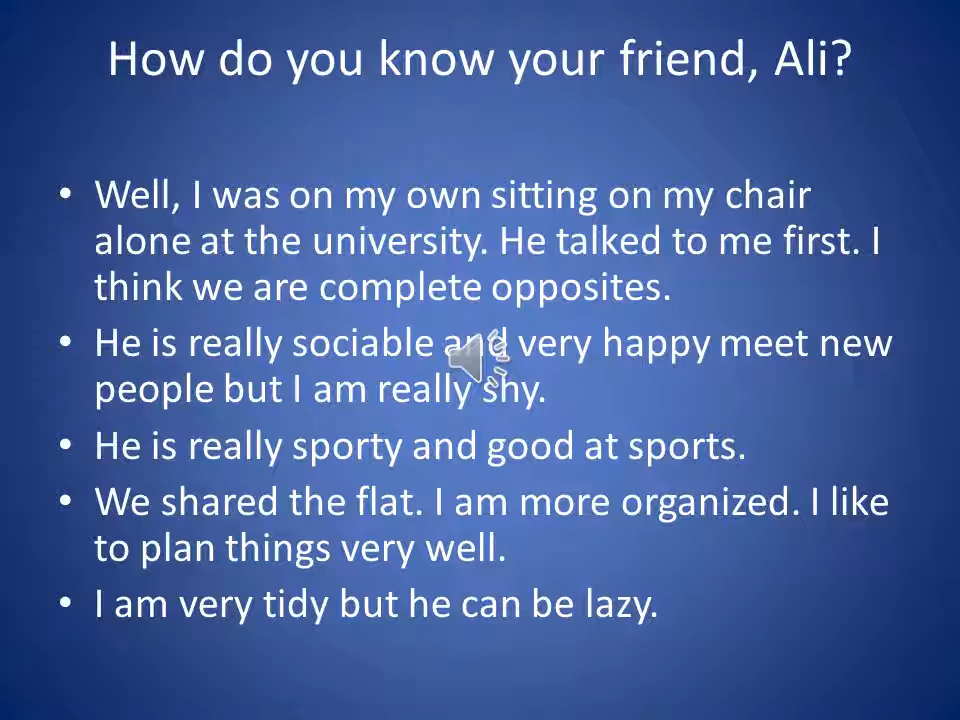 How do you know your friend, Ali?
• Well, I was on my own sitting on my chair
alone at the university. He talked to me first. I
think we are complete opposites.
• He is really sociable and very happy meet new
people but I am really shy.
• He is really sporty and good at sports.
• We shared the flat. I am more organized. I like
to plan things very well.
• I am very tidy but he can be lazy.